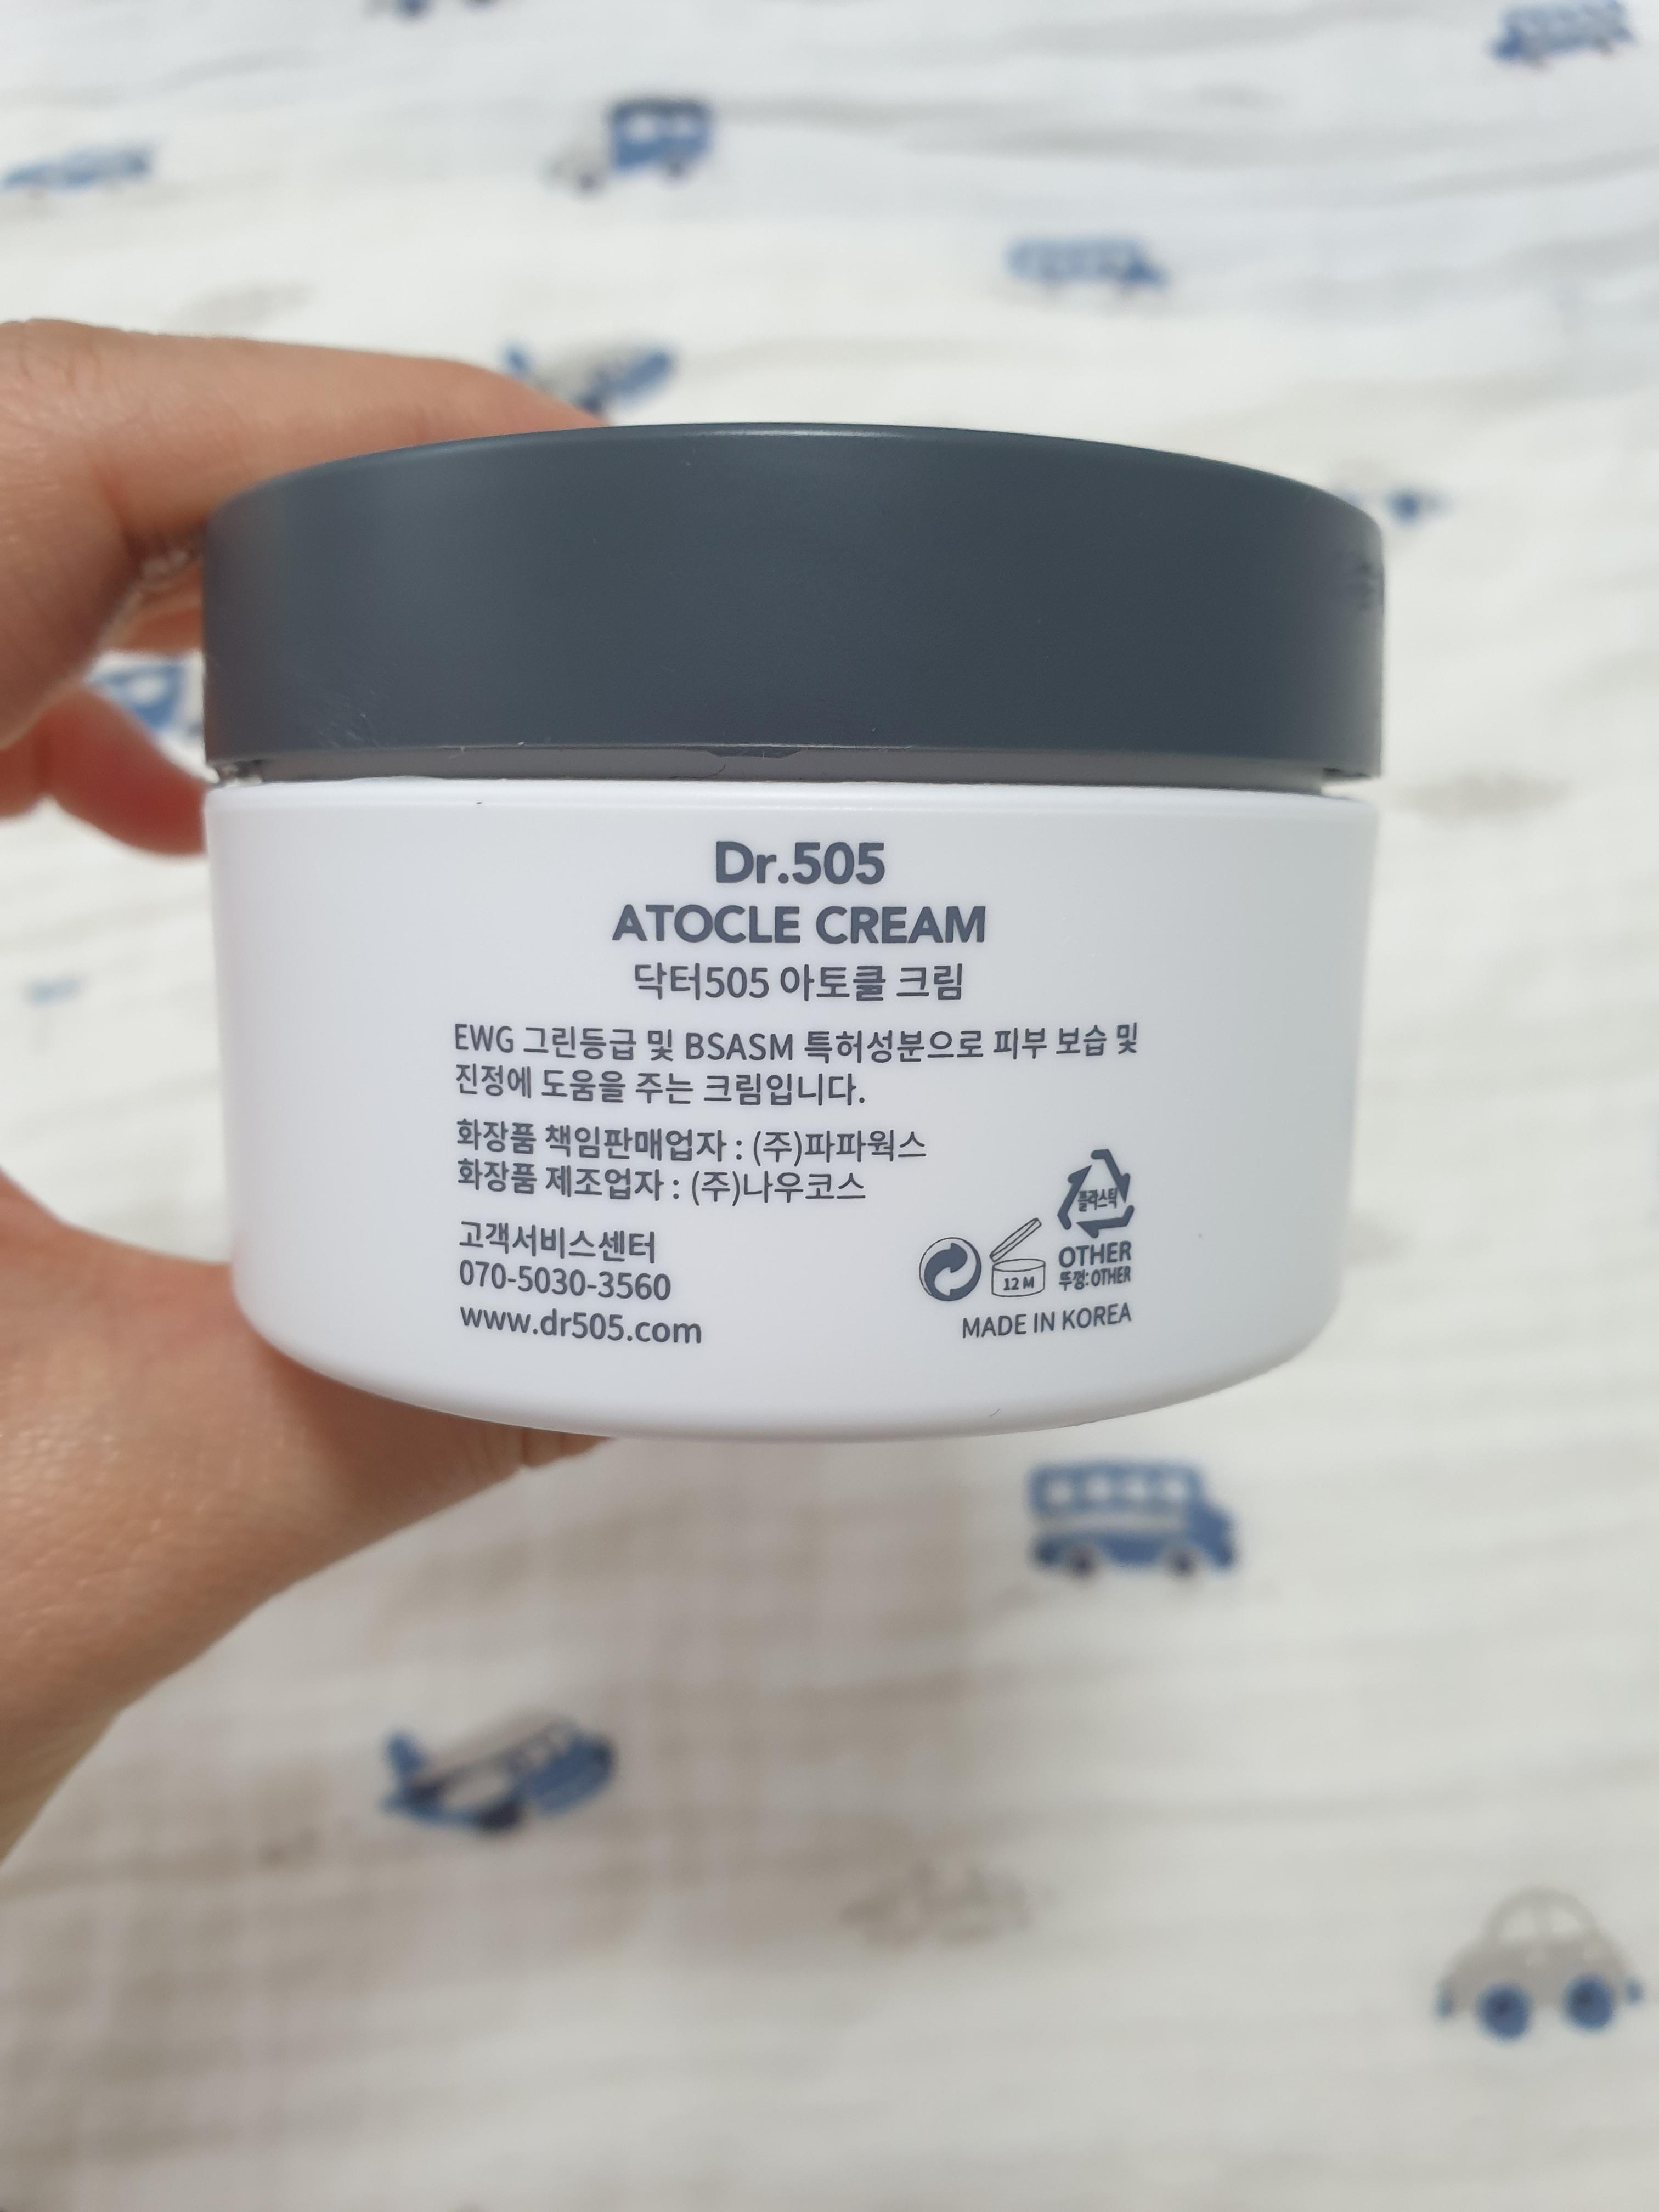 Dr.505
ATOCLE CREAM
닥터505 아토클 크림
EWG 그린등급 및 BSASM 특허성분으로 피부 보습 및
진정에 도움을 주는 크림입니다.
화장품 책임판매업자 : (주)파파웍스
화장품 제조업자 : (주)나우코스
고객서비스센터
070-5030-3560
www.dr505.com
플라스틱
OTHER
뚜껑:OTHER
12 M
MADE IN KOREA